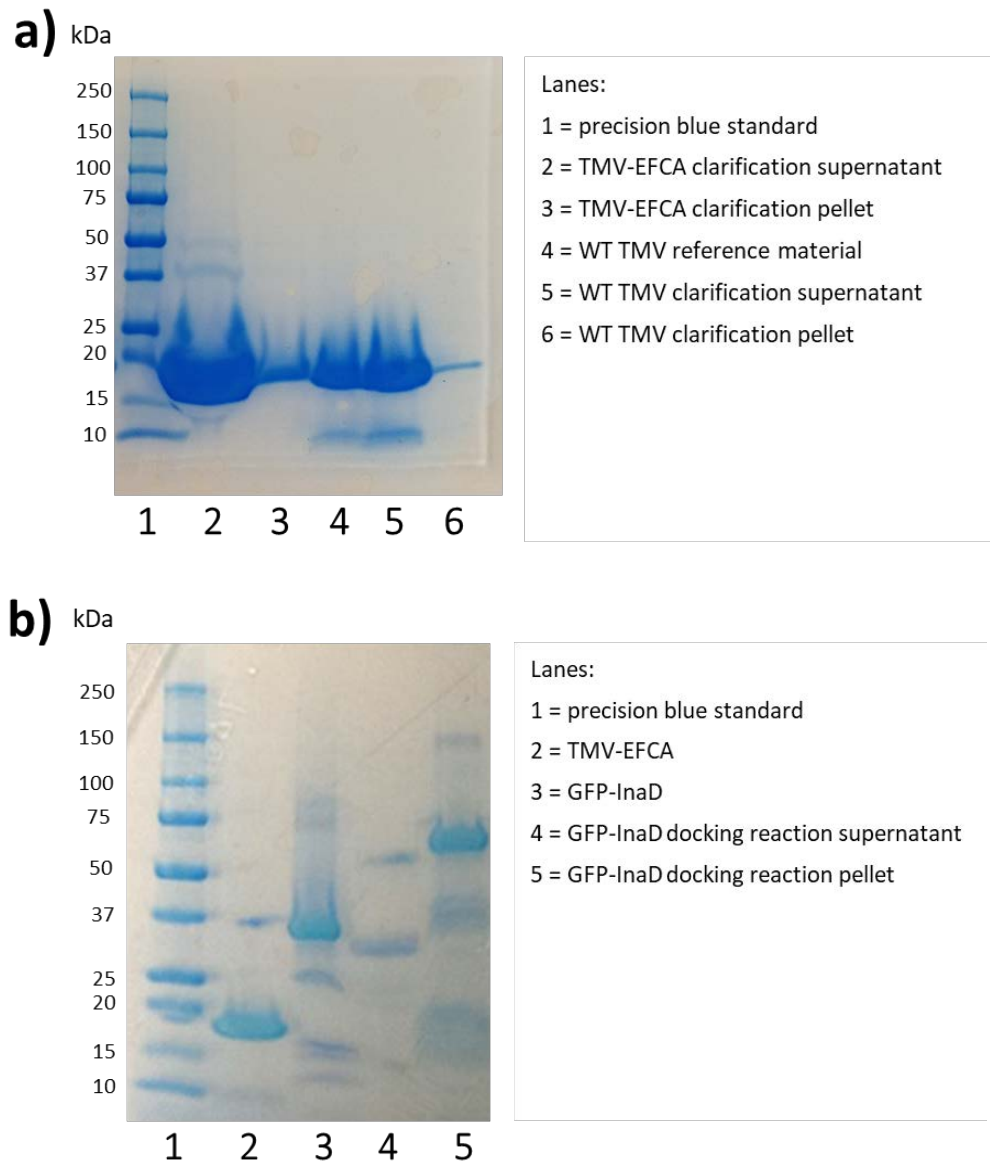 a) kDa
250
150
100
75
50
37
25
20
15
10
1 2 3 4 5 6
Lanes:
1 = precision blue standard
2 = TMV-EFCA clarification supernatant
3 = TMV-EFCA clarification pellet
4 = WT TMV reference material
5 = WT TMV clarification supernatant
6 = WT TMV clarification pellet
b) kDa
250
150
100
75
50
37
25
20
15
10
1 2 3 4 5
Lanes:
1 = precision blue standard
2 = TMV-EFCA
3 = GFP-InaD
4 = GFP-InaD docking reaction supernatant
5 = GFP-InaD docking reaction pellet